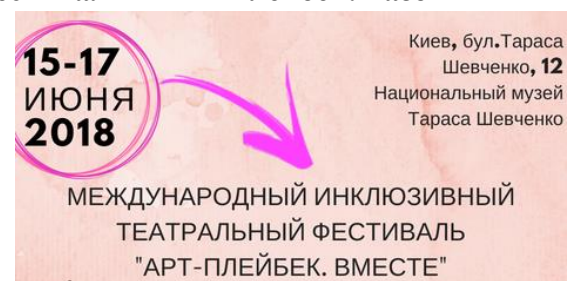 15-17
ИЮНЯ
2018
Киев, бул.Тараса
Шевченко, 12
Национальный музей
Тараса Шевченко
МЕЖДУНАРОДНЫЙ ИНКЛЮЗИВНЫЙ
ТЕАТРАЛЬНЫЙ ФЕСТИВАЛЬ
"АРТ-ПЛЕЙБЕК. ВМЕСТЕ"